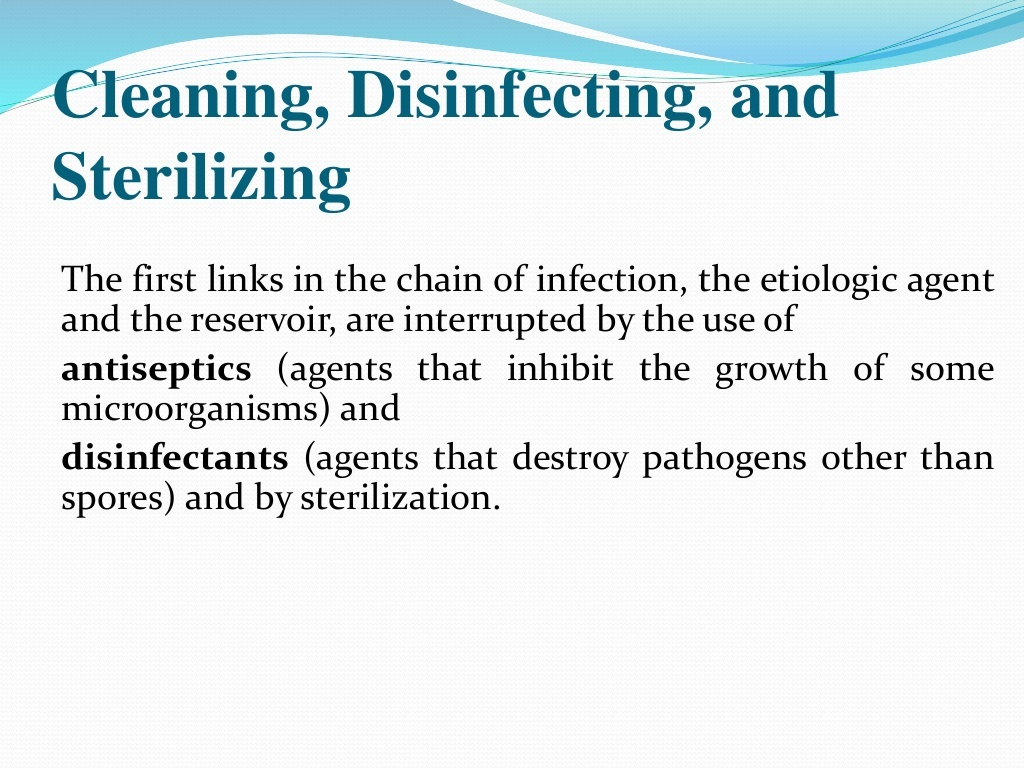 Cleaning, Disinfecting, and
Sterilizing
The first links in the chain of infection, the etiologic agent
and the reservoir, are interrupted by the use of
antiseptics (agents that inhibit the growth of some
microorganisms) and
disinfectants (agents that destroy pathogens other than
spores) and by sterilization.